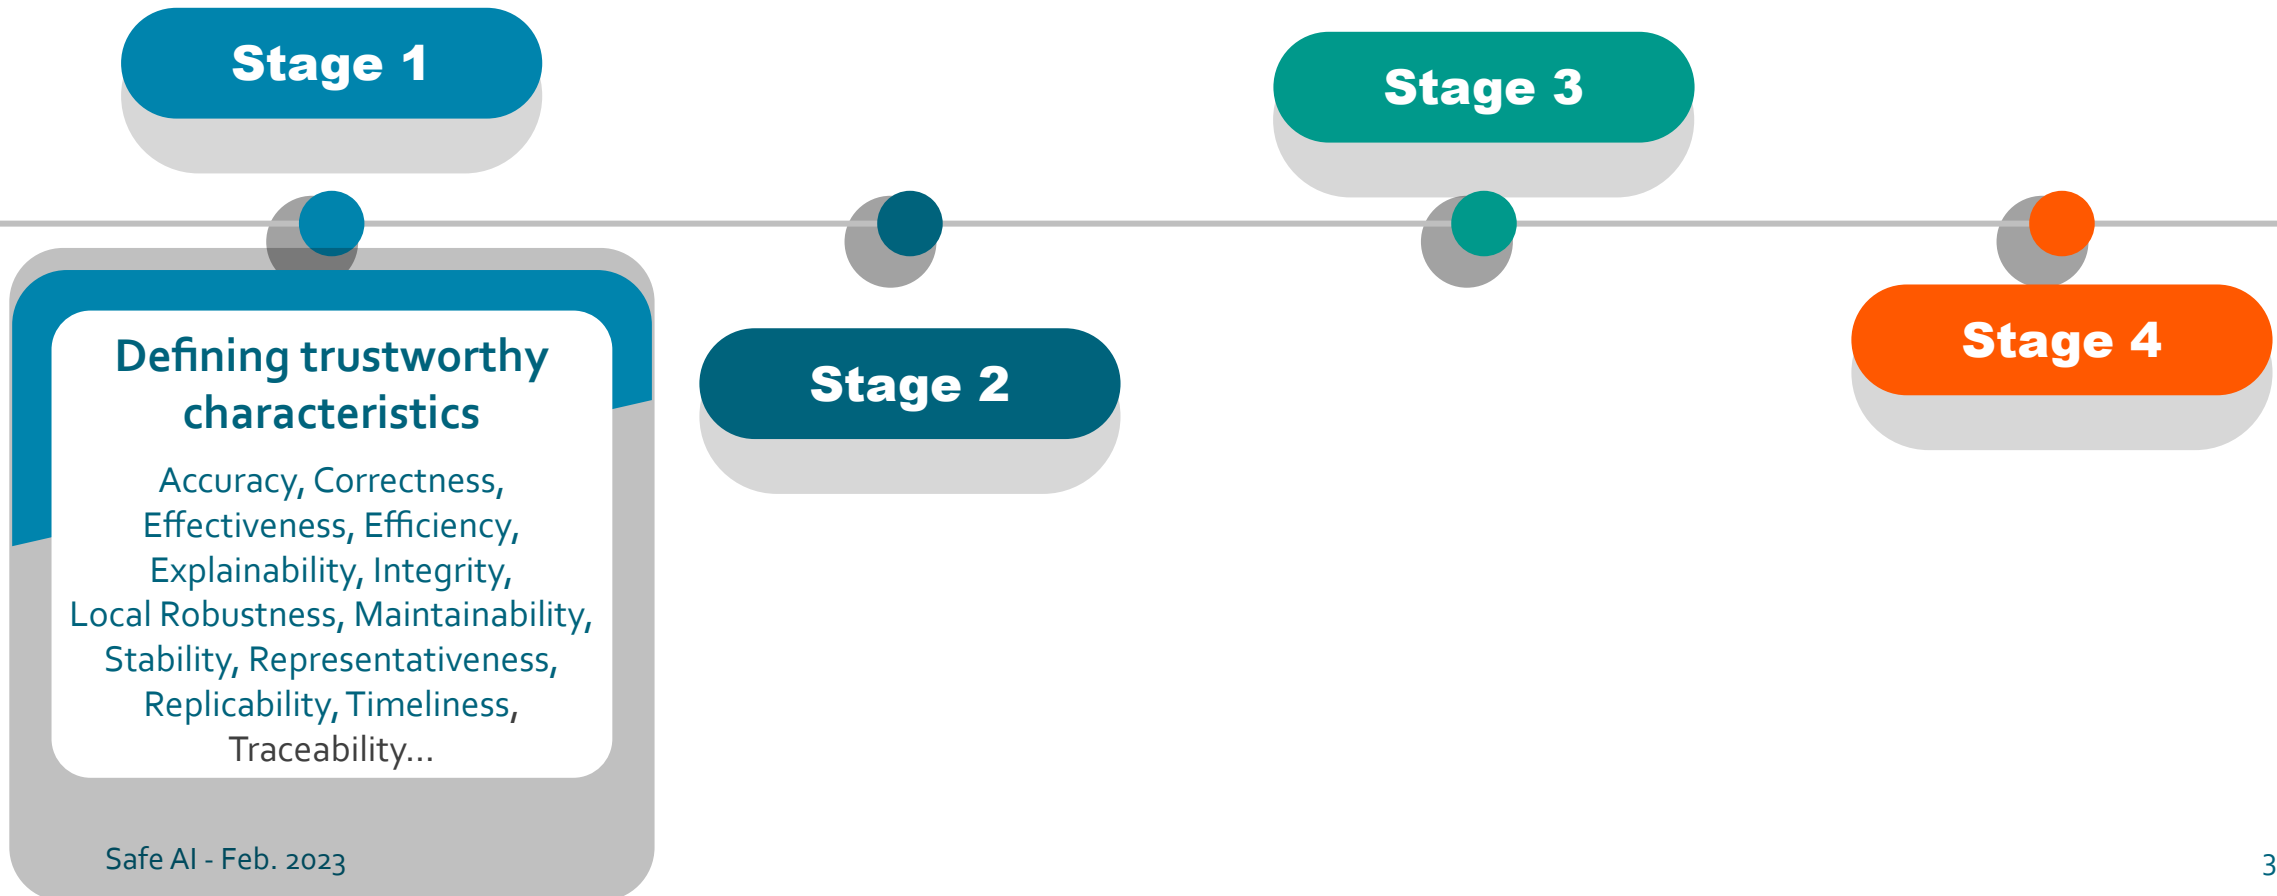 Stage 1
Stage 3
Defining trustworthy
characteristics
Accuracy, Correctness,
Effectiveness, Efficiency,
Explainability, Integrity,
Local Robustness, Maintainability,
Stability, Representativeness,
Replicability, Timeliness,
Traceability...
Stage 2
Stage 4
Safe AI - Feb. 2023
3